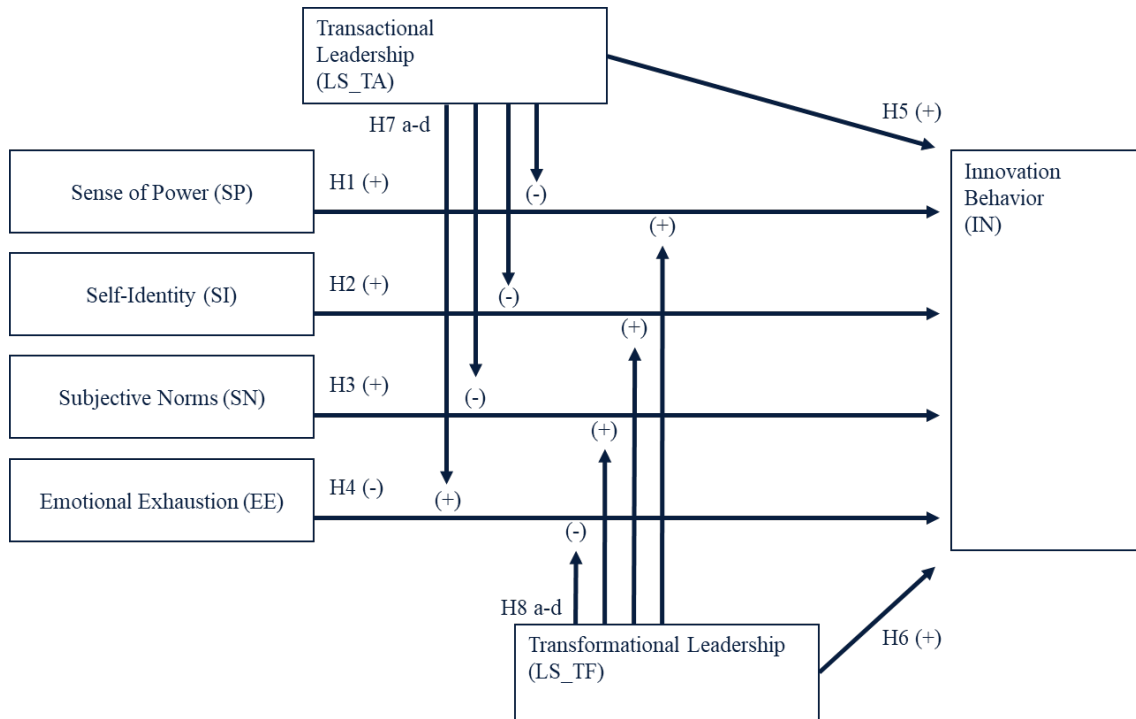 Transactional
Leadership
(LS_TA)
H7 a-d
H5 (+)
Sense of Power (SP)
H1 (+)
(-)
Innovation
Behavior
(IN)
(+)
Self-Identity (SI)
H2 (+)
(-)
(+)
Subjective Norms (SN)
H3 (+)
(-)
(+)
Emotional Exhaustion (EE)
H4 (-)
(+)
(-)
H8 a-d
Transformational Leadership
(LS_TF)
H6 (+)